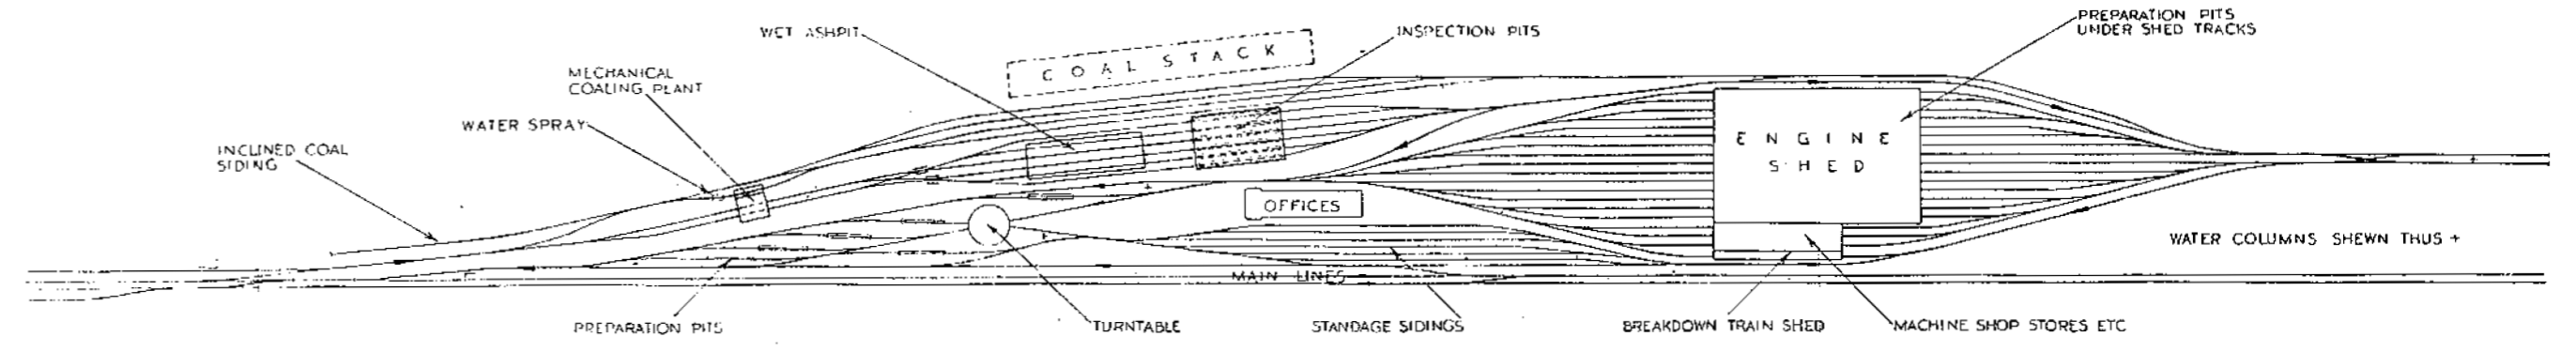 WET ASHPIT
COAL STACK
INSPECTION PITS
PREPARATION PITS
UNDER SHED TRACKS
MECHANICAL
COALING PLANT
WATER SPRAY
INCLINED COAL
SIDING
ENGINE
SHED
OFFICES
WATER COLUMNS SHEWN THUS +
MAIN LINES
PREPARATION PITS
TURNTABLE
STANDAGE SIDINGS
BREAKDOWN TRAIN SHED
MACHINE SHOP STORES ETC